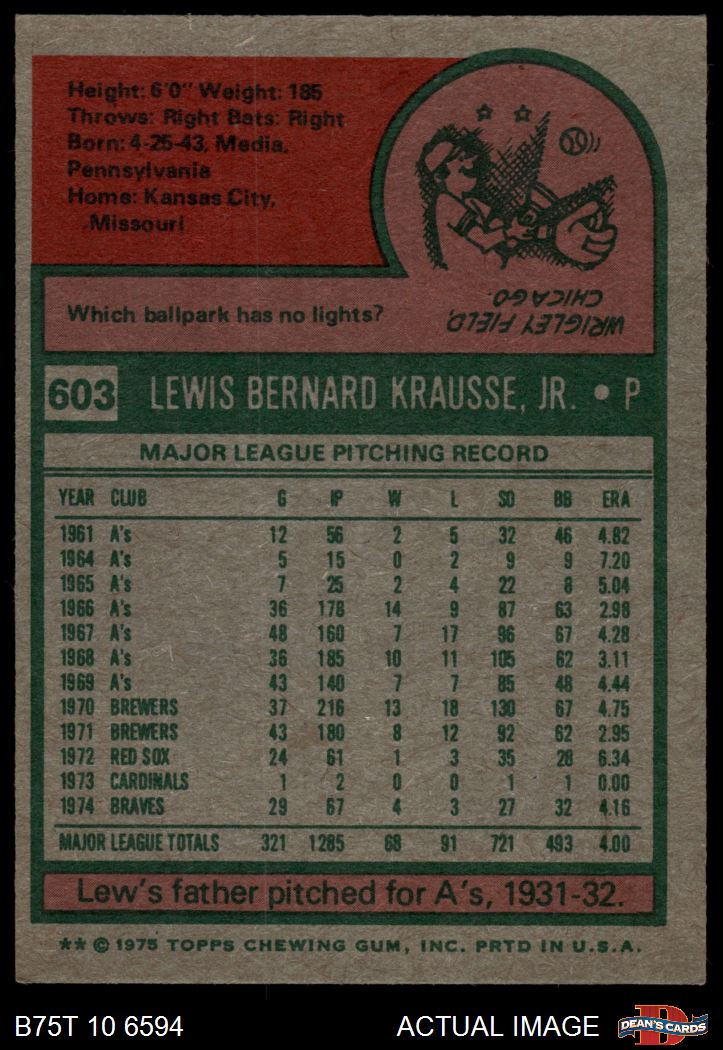 Height: 6'0" Weight: 185
Throws: Right Bats: Right
Born: 4-25-43, Media,
Pennsylvania
Home: Kansas City,
Missouri
Which ballpark has no lights?
WRIGLEY FIELD,
CHICAGO.
603 LEWIS BERNARD KRAUSSE, JR. • P
MAJOR LEAGUE PITCHING RECORD
YEAR CLUB G IP W L SO BB ERA
1961 A's 12 56 2 5 32 46 4.82
1964 A's 5 15 0 2 9 9 7.20
1965 A's 7 25 2 4 22 8 5.04
1966 A's 36 178 14 9 87 63 2.98
1967 A's 48 160 7 17 96 67 4.28
1968 A's 36 185 10 11 105 62 3.11
1969 A's 43 140 7 7 85 48 4.44
1970 BREWERS 37 216 13 18 130 67 4.75
1971 BREWERS 43 180 8 12 92 62 2.95
1972 RED SOX 24 61 1 3 35 28 6.34
1973 CARDINALS 1 2 0 0 1 1 0.00
1974 BRAVES 29 67 4 3 27 32 4.16
MAJOR LEAGUE TOTALS 321 1285 68 91 721 493 4.00
Lew's father pitched for A's, 1931-32.
** © 1975 TOPPS CHEWING GUM, INC. PRTD IN U.S.A.
B75T 10 6594 ACTUAL IMAGE D DEAN'S CARDS